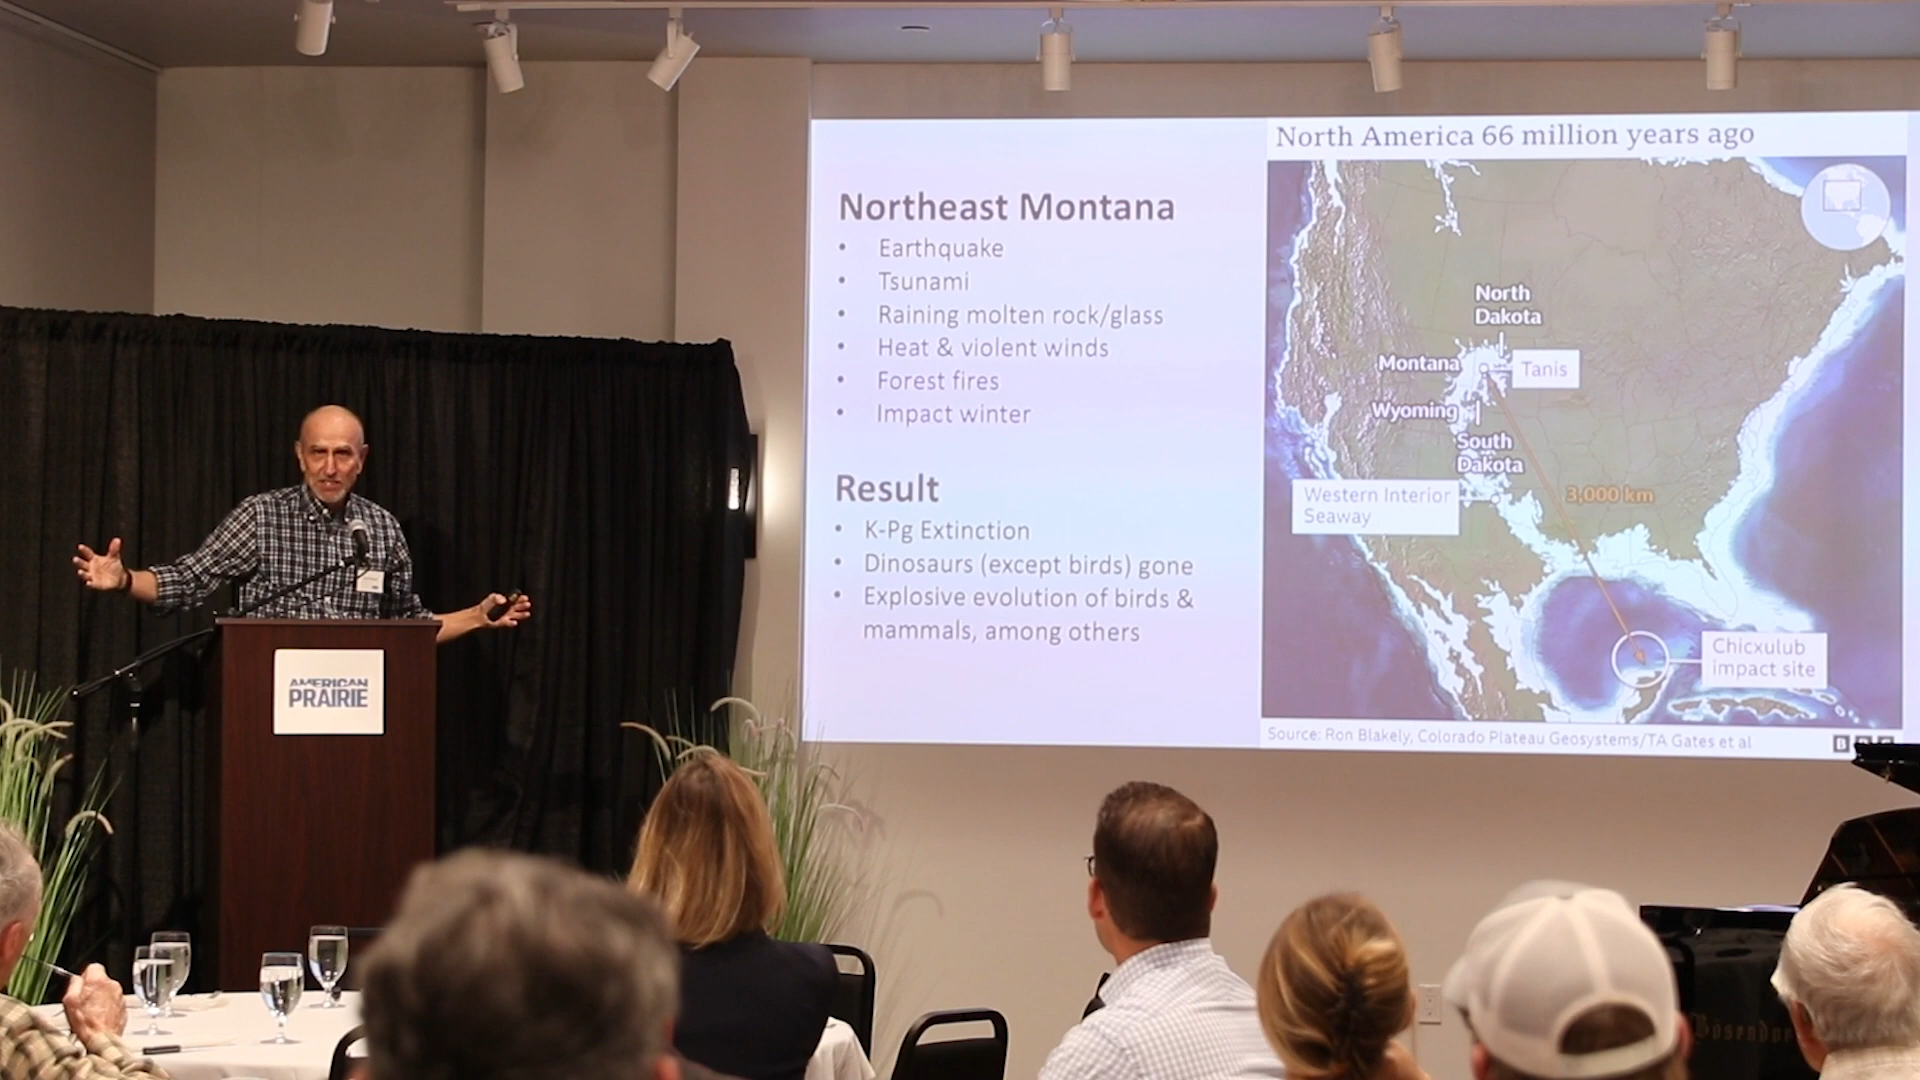 North America 66 million years ago
Northeast Montana
• Earthquake
• Tsunami
• Raining molten rock/glass
• Heat & violent winds
• Forest fires
• Impact winter
Result
• K-Pg Extinction
• Dinosaurs (except birds) gone
• Explosive evolution of birds &
mammals, among others
North
Dakota
Montana
Tanis
Wyoming
South
Dakota
Western Interior
Seaway
3,000 km
Chicxulub
impact site
Source: Ron Blakely, Colorado Plateau Geosystems/TA Gates et al
AMERICAN
PRAIRIE